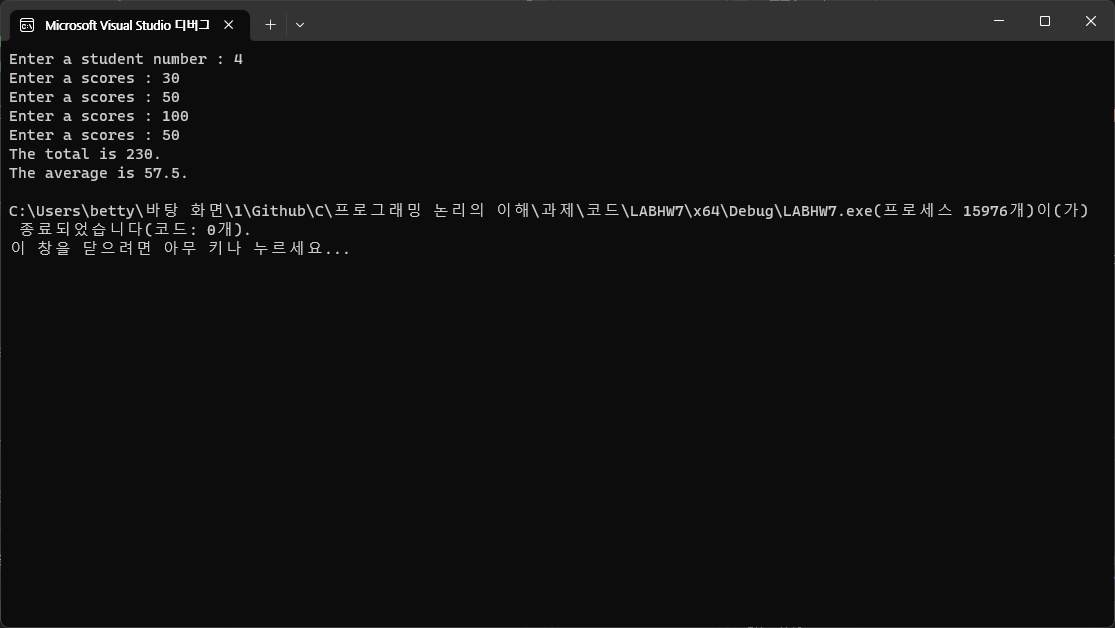 Microsoft Visual Studio 디버그
Enter a student number : 4
Enter a scores : 30
Enter a scores : 50
Enter a scores : 100
Enter a scores : 50
The total is 230.
The average is 57.5.
C:\Users\betty\바탕 화면\1\Github\C\프로그래밍 논리의 이해\과제\코드\LABHW7\x64\Debug\LABHW7.exe(프로세스 15976개)이(가)
종료되었습니다(코드: 0개).
이 창을 닫으려면 아무 키나 누르세요...